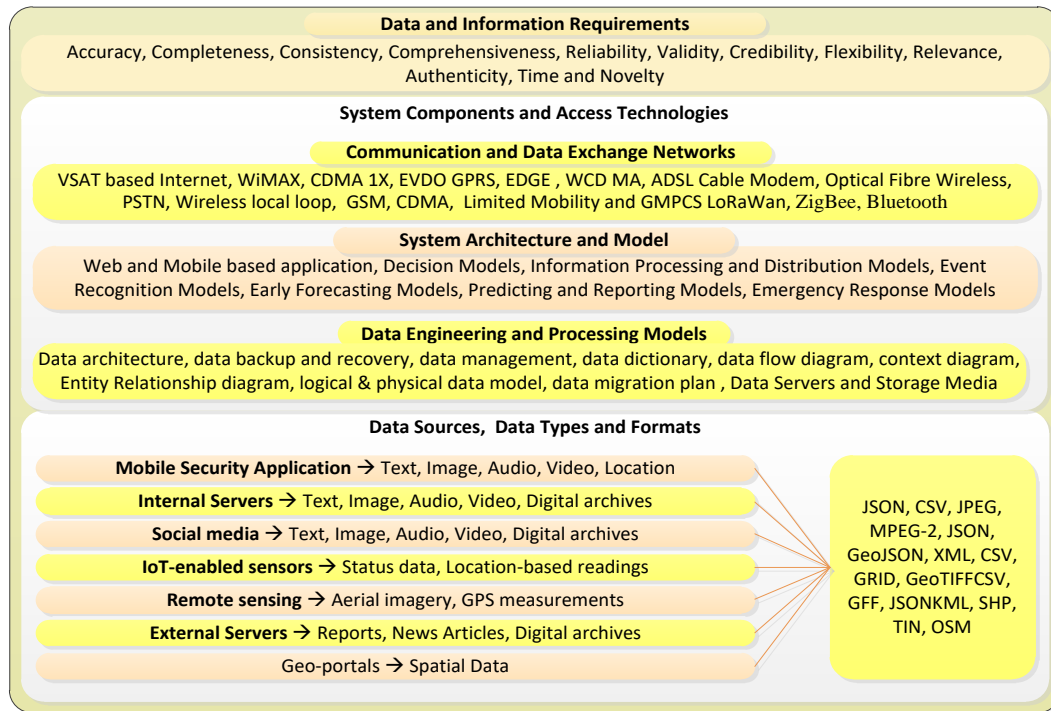 Data and Information Requirements
Accuracy, Completeness, Consistency, Comprehensiveness, Reliability, Validity, Credibility, Flexibility, Relevance,
Authenticity, Time and Novelty
System Components and Access Technologies
Communication and Data Exchange Networks
VSAT based Internet, WiMAX, CDMA 1X, EVDO GPRS, EDGE , WCD MA, ADSL Cable Modem, Optical Fibre Wireless,
PSTN, Wireless local loop, GSM, CDMA, Limited Mobility and GMPCS LoRaWan, ZigBee, Bluetooth
System Architecture and Model
Web and Mobile based application, Decision Models, Information Processing and Distribution Models, Event
Recognition Models, Early Forecasting Models, Predicting and Reporting Models, Emergency Response Models
Data Engineering and Processing Models
Data architecture, data backup and recovery, data management, data dictionary, data flow diagram, context diagram,
Entity Relationship diagram, logical & physical data model, data migration plan , Data Servers and Storage Media
Data Sources, Data Types and Formats
Mobile Security Application → Text, Image, Audio, Video, Location
Internal Servers → Text, Image, Audio, Video, Digital archives
Social media → Text, Image, Audio, Video, Digital archives
IoT-enabled sensors → Status data, Location-based readings
Remote sensing → Aerial imagery, GPS measurements
External Servers → Reports, News Articles, Digital archives
Geo-portals → Spatial Data
JSON, CSV, JPEG,
MPEG-2, JSON,
GeoJSON, XML, CSV,
GRID, GeoTIFFCSV,
GFF, JSONKML, SHP,
TIN, OSM